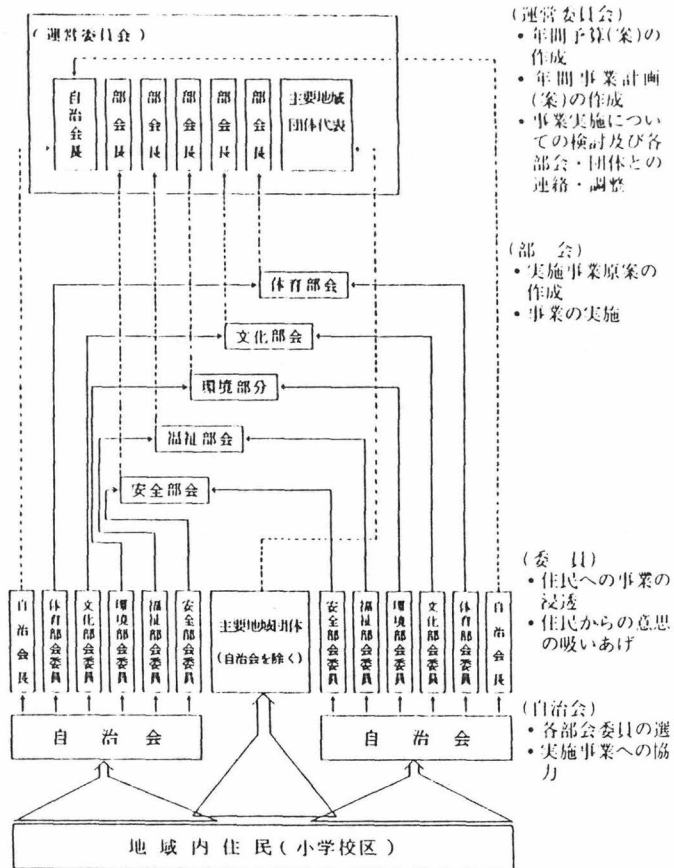 (運営委員会)
自治会長
部会長
部会長
部会長
部会長
部会長
主要地域
団体代表
体育部会
文化部会
環境部分
福祉部会
安全部会
自治会長
体育部会委員
文化部会委員
環境部会委員
福祉部会委員
安全部会委員
主要地域団体
(自治会を除く)
安全部会委員
福祉部会委員
環境部会委員
文化部会委員
体育部会委員
自治会長
自治会
自治会
地域内住民(小学校区)
(運営委員会)
・年間予算(案)の
作成
・年間事業計画
(案)の作成
・事業実施につい
ての検討及び各
部会・団体との
連絡・調整
(部 会)
・実施事業原案の
作成
・事業の実施
(委 員)
・住民への事業の
浸透
・住民からの意思
の吸いあげ
(自治会)
・各部会委員の選
・実施事業への協
力